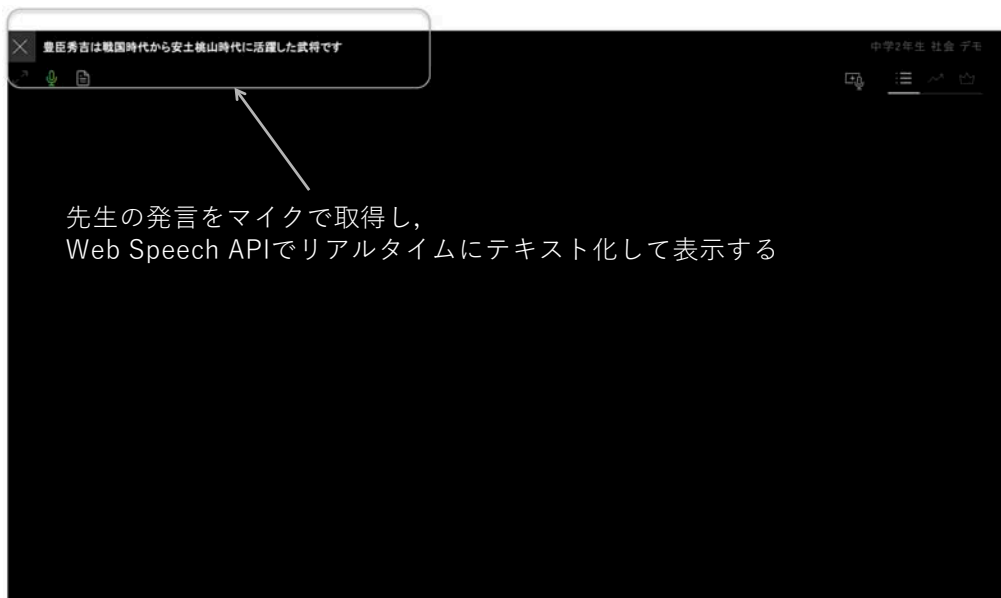 豊臣秀吉は戦国時代から安土桃山時代に活躍した武将です
中学2年生 社会 デモ
先生の発言をマイクで取得し,
Web Speech APIでリアルタイムにテキスト化して表示する